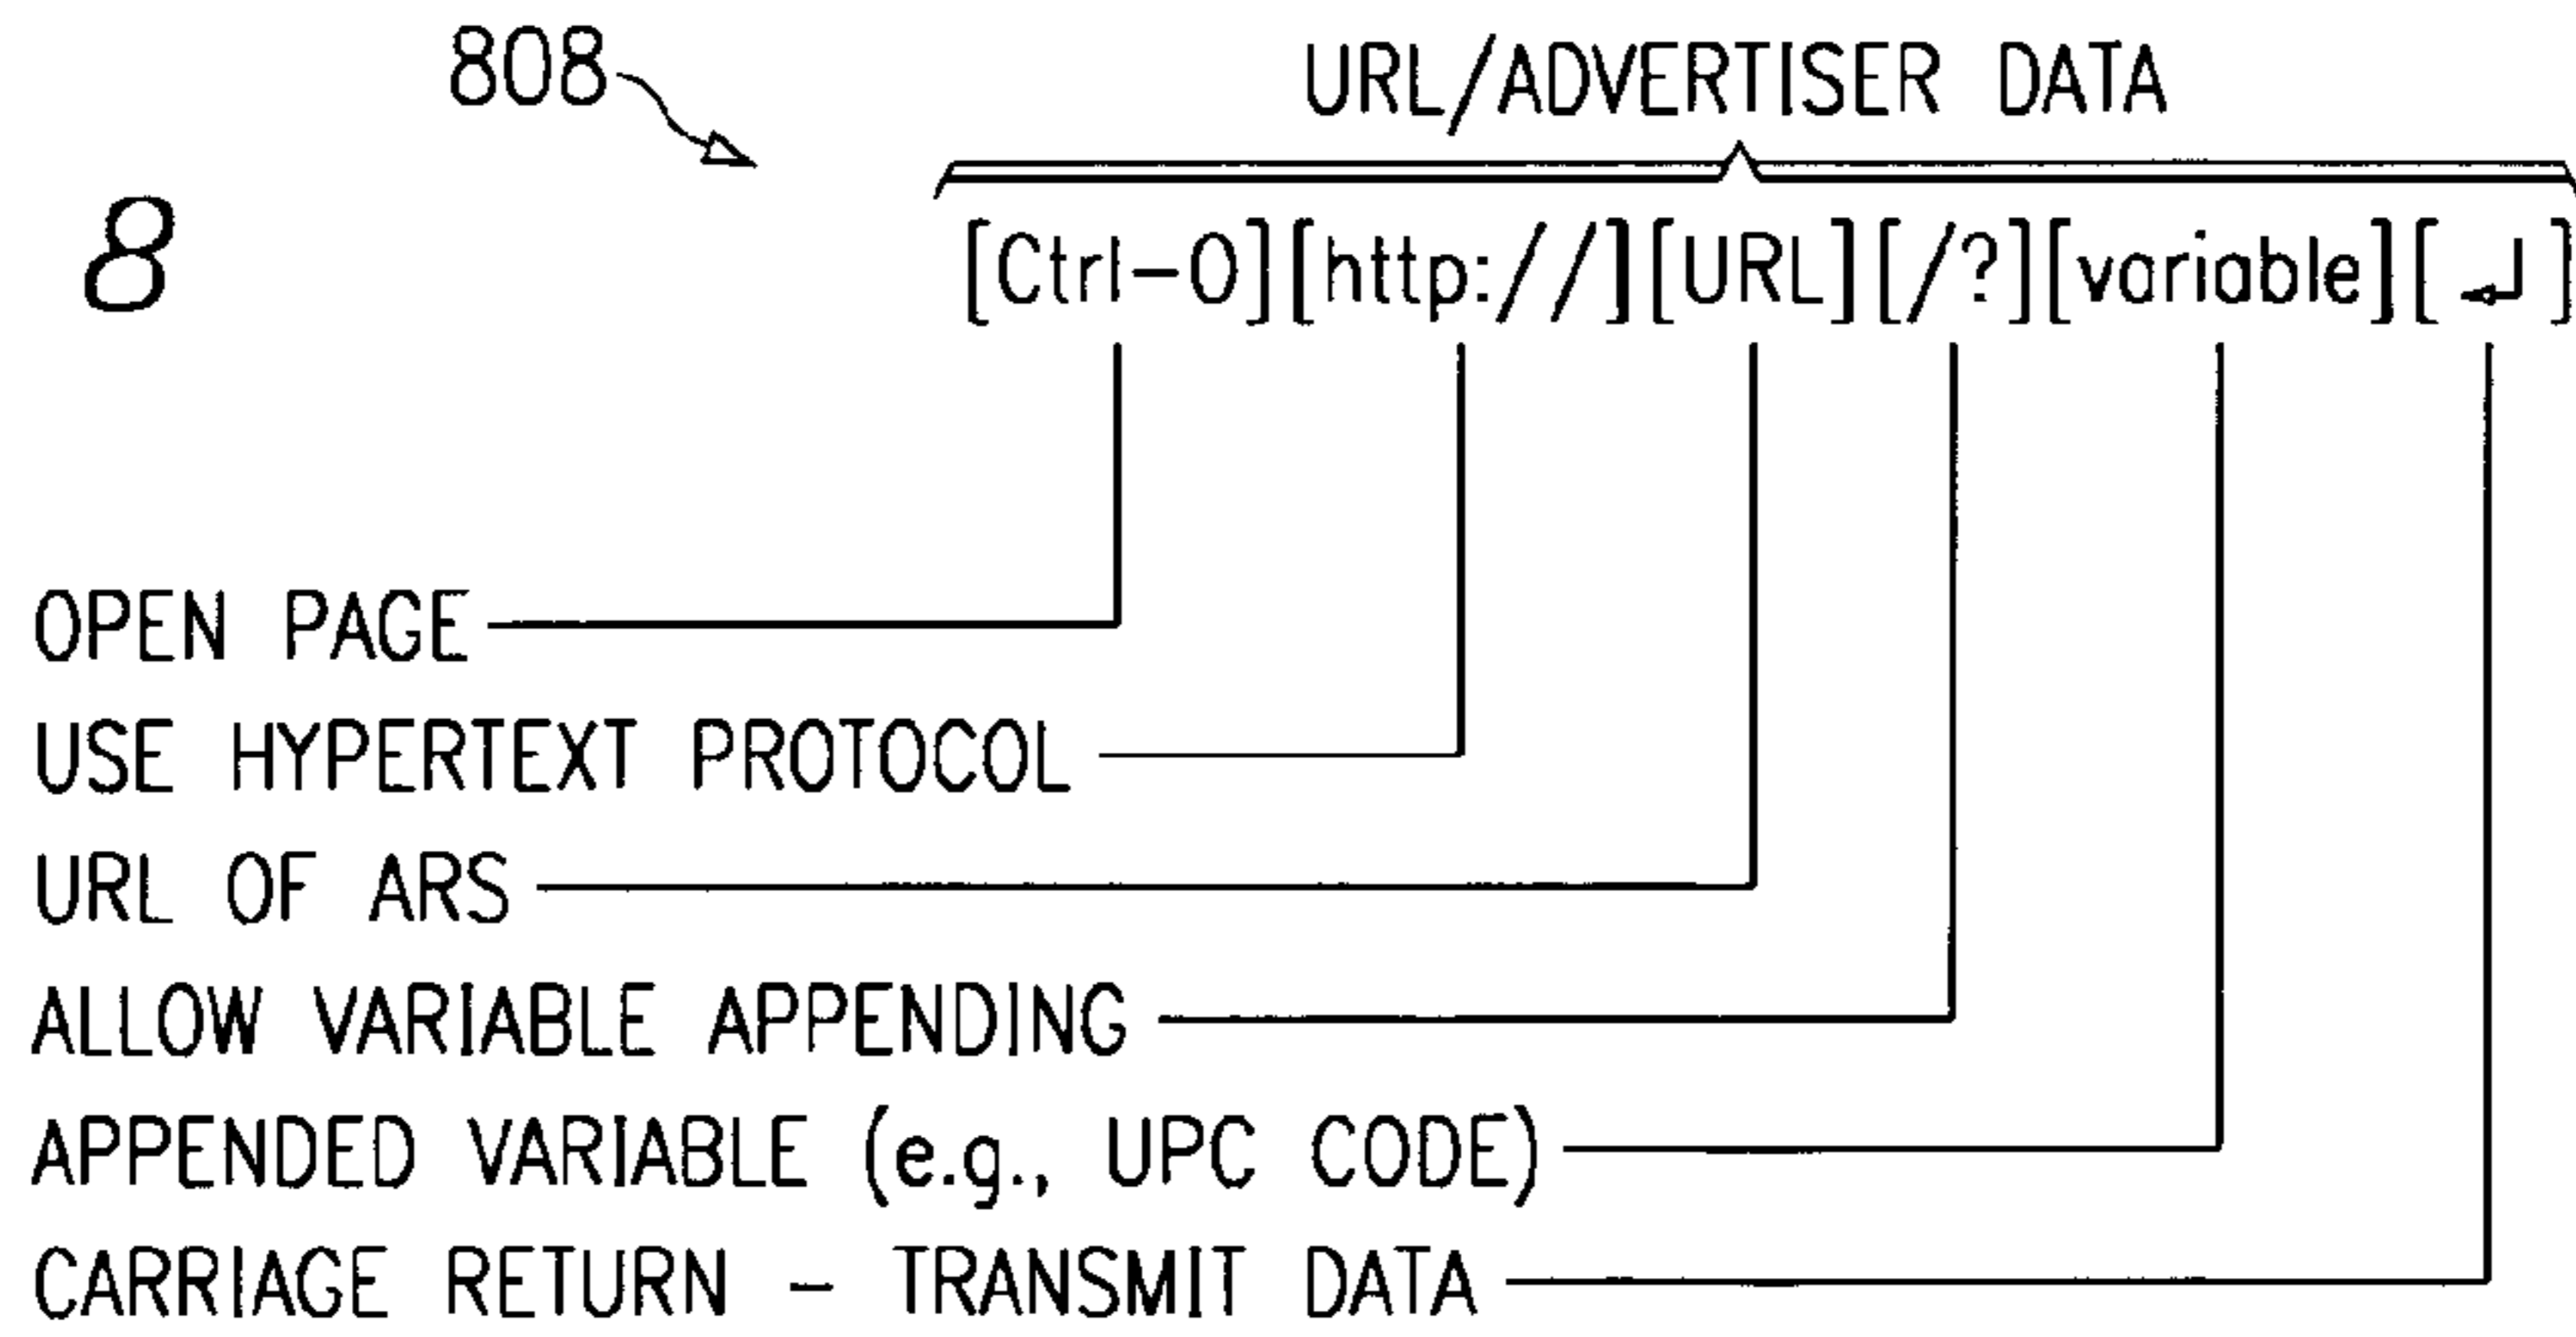 808
URL/ADVERTISER DATA
8
[Ctrl-O][http://][URL][/?][variable][↲]
OPEN PAGE
USE HYPERTEXT PROTOCOL
URL OF ARS
ALLOW VARIABLE APPENDING
APPENDED VARIABLE (e.g., UPC CODE)
CARRIAGE RETURN - TRANSMIT DATA